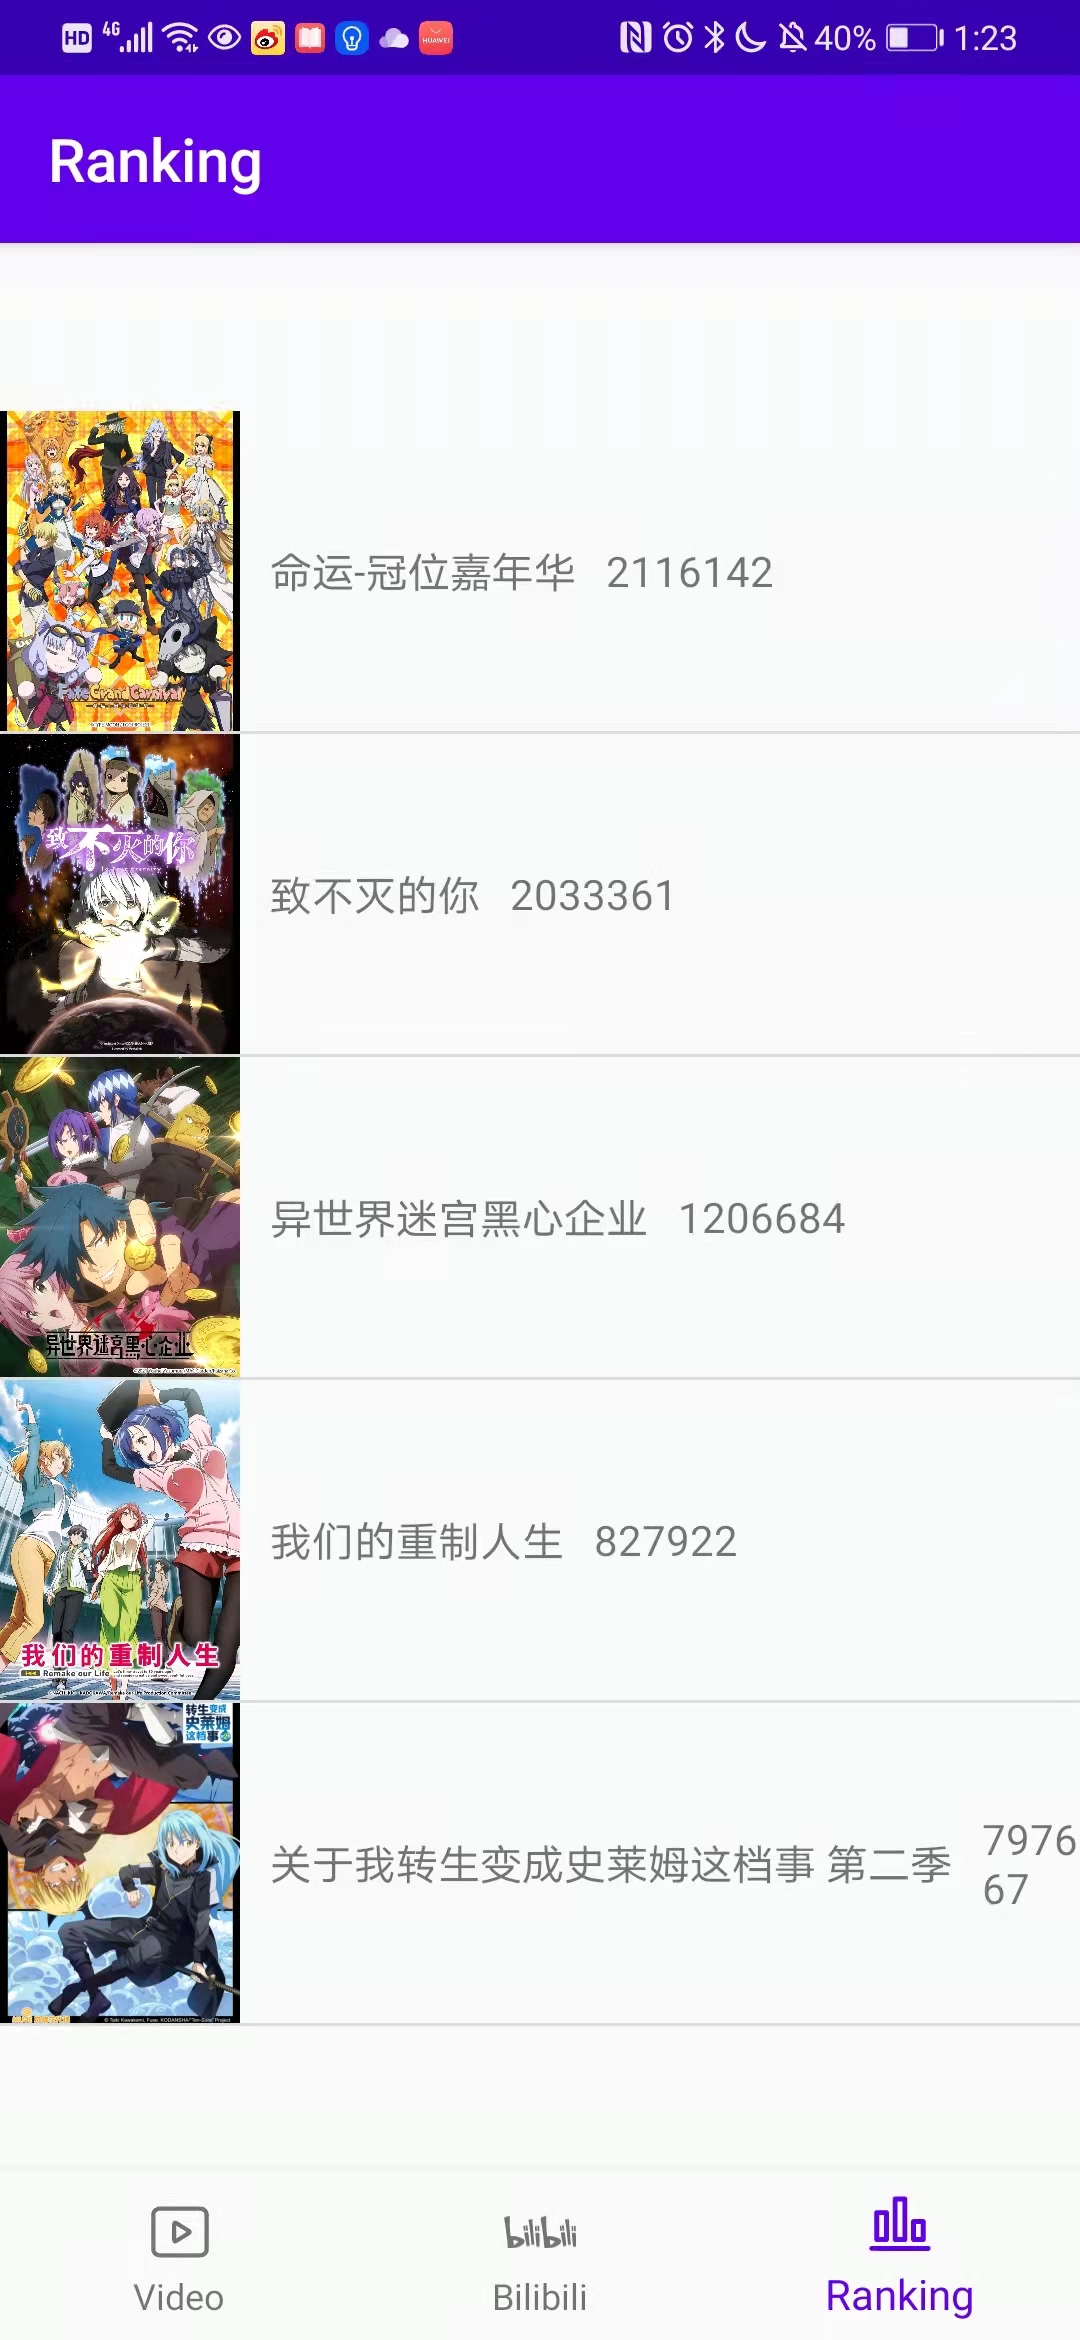 HD 4G HUAWEI 40% 1:23
Ranking
Fate Grand Carnival
命运-冠位嘉年华 2116142
致不灭的你
致不灭的你 2033361
异世界迷宫黑心企业
异世界迷宫黑心企业 1206684
我们的重制人生
Remake our Life
我们的重制人生 827922
转生变成
史莱姆
这档事
关于我转生变成史莱姆这档事 第二季 7976
67
Video
bilibili
Bilibili
Ranking